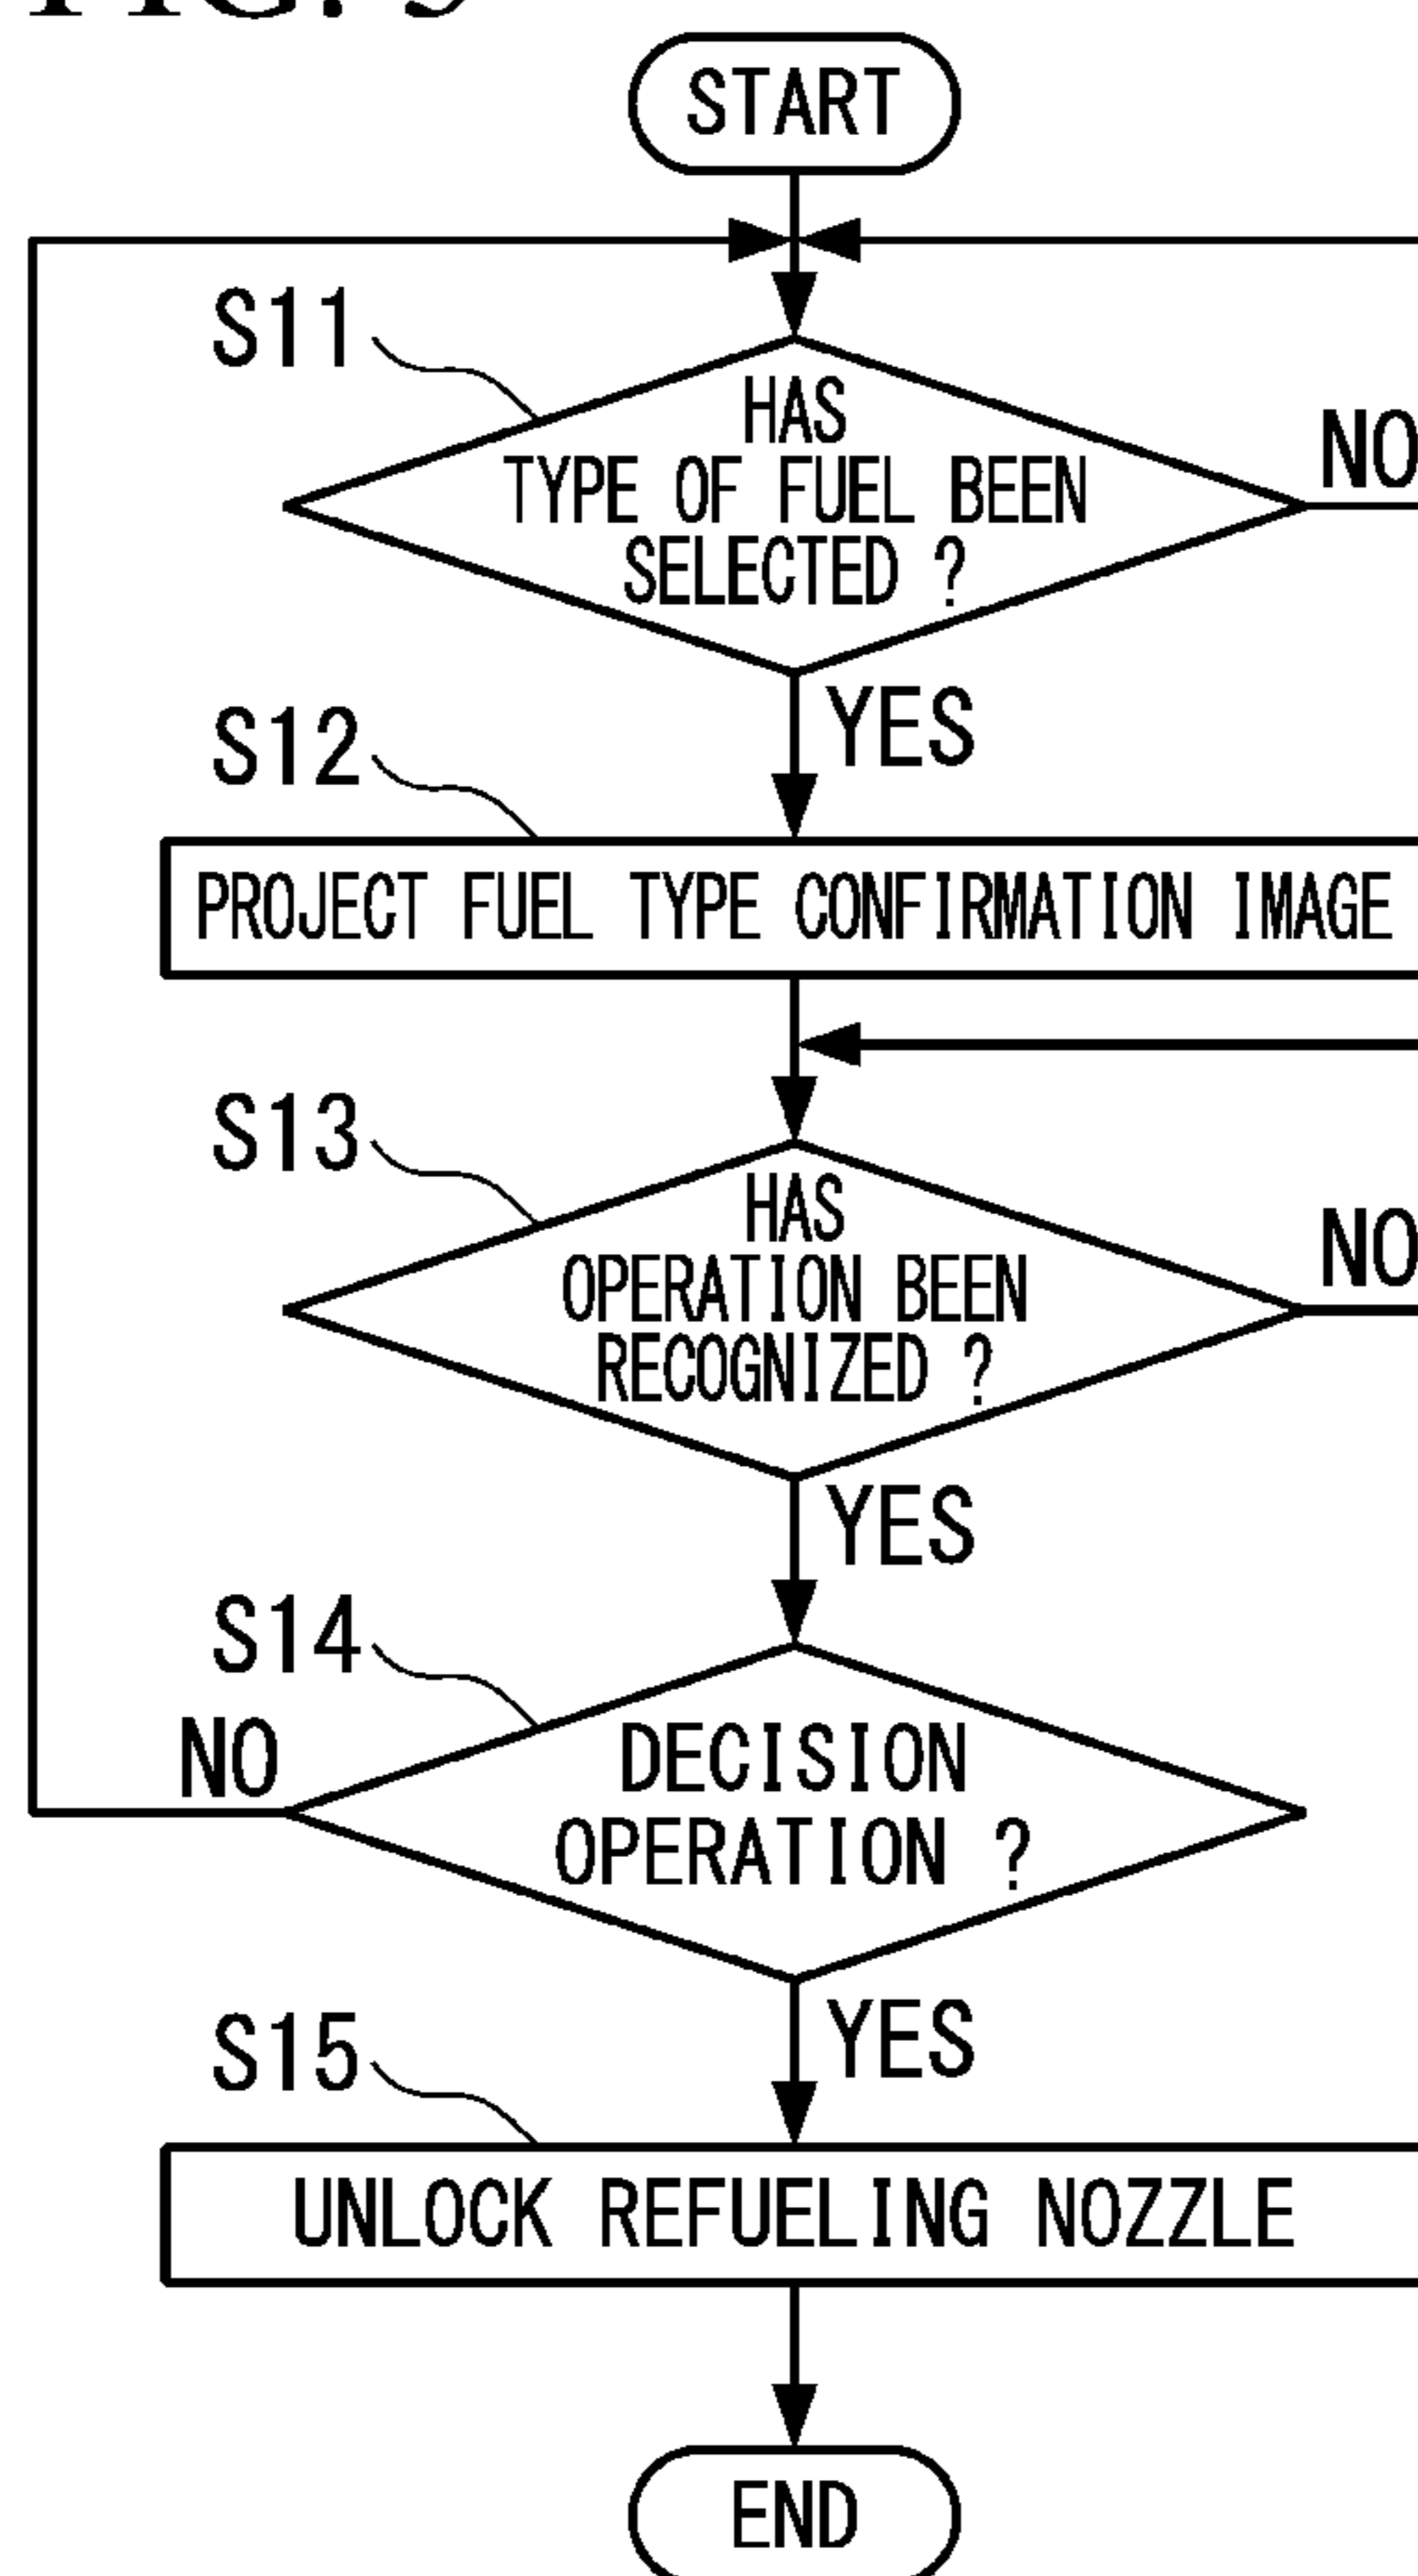 START
S11
HAS
TYPE OF FUEL BEEN
SELECTED ?
NO
YES
S12
PROJECT FUEL TYPE CONFIRMATION IMAGE
S13
HAS
OPERATION BEEN
RECOGNIZED ?
NO
YES
S14
NO
DECISION
OPERATION ?
YES
S15
UNLOCK REFUELING NOZZLE
END